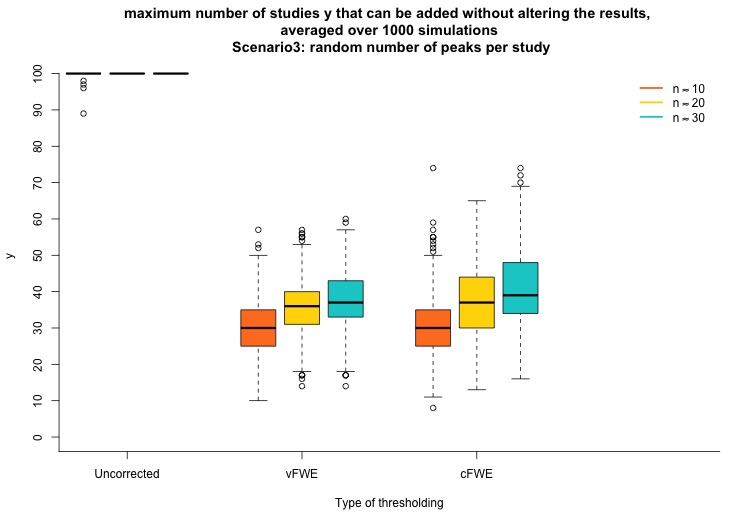 maximum number of studies y that can be added without altering the results,
averaged over 1000 simulations
Scenario3: random number of peaks per study
n ≈ 10
n ≈ 20
n ≈ 30
100
90
80
70
60
50
40
30
20
10
0
y
Uncorrected vFWE cFWE
Type of thresholding